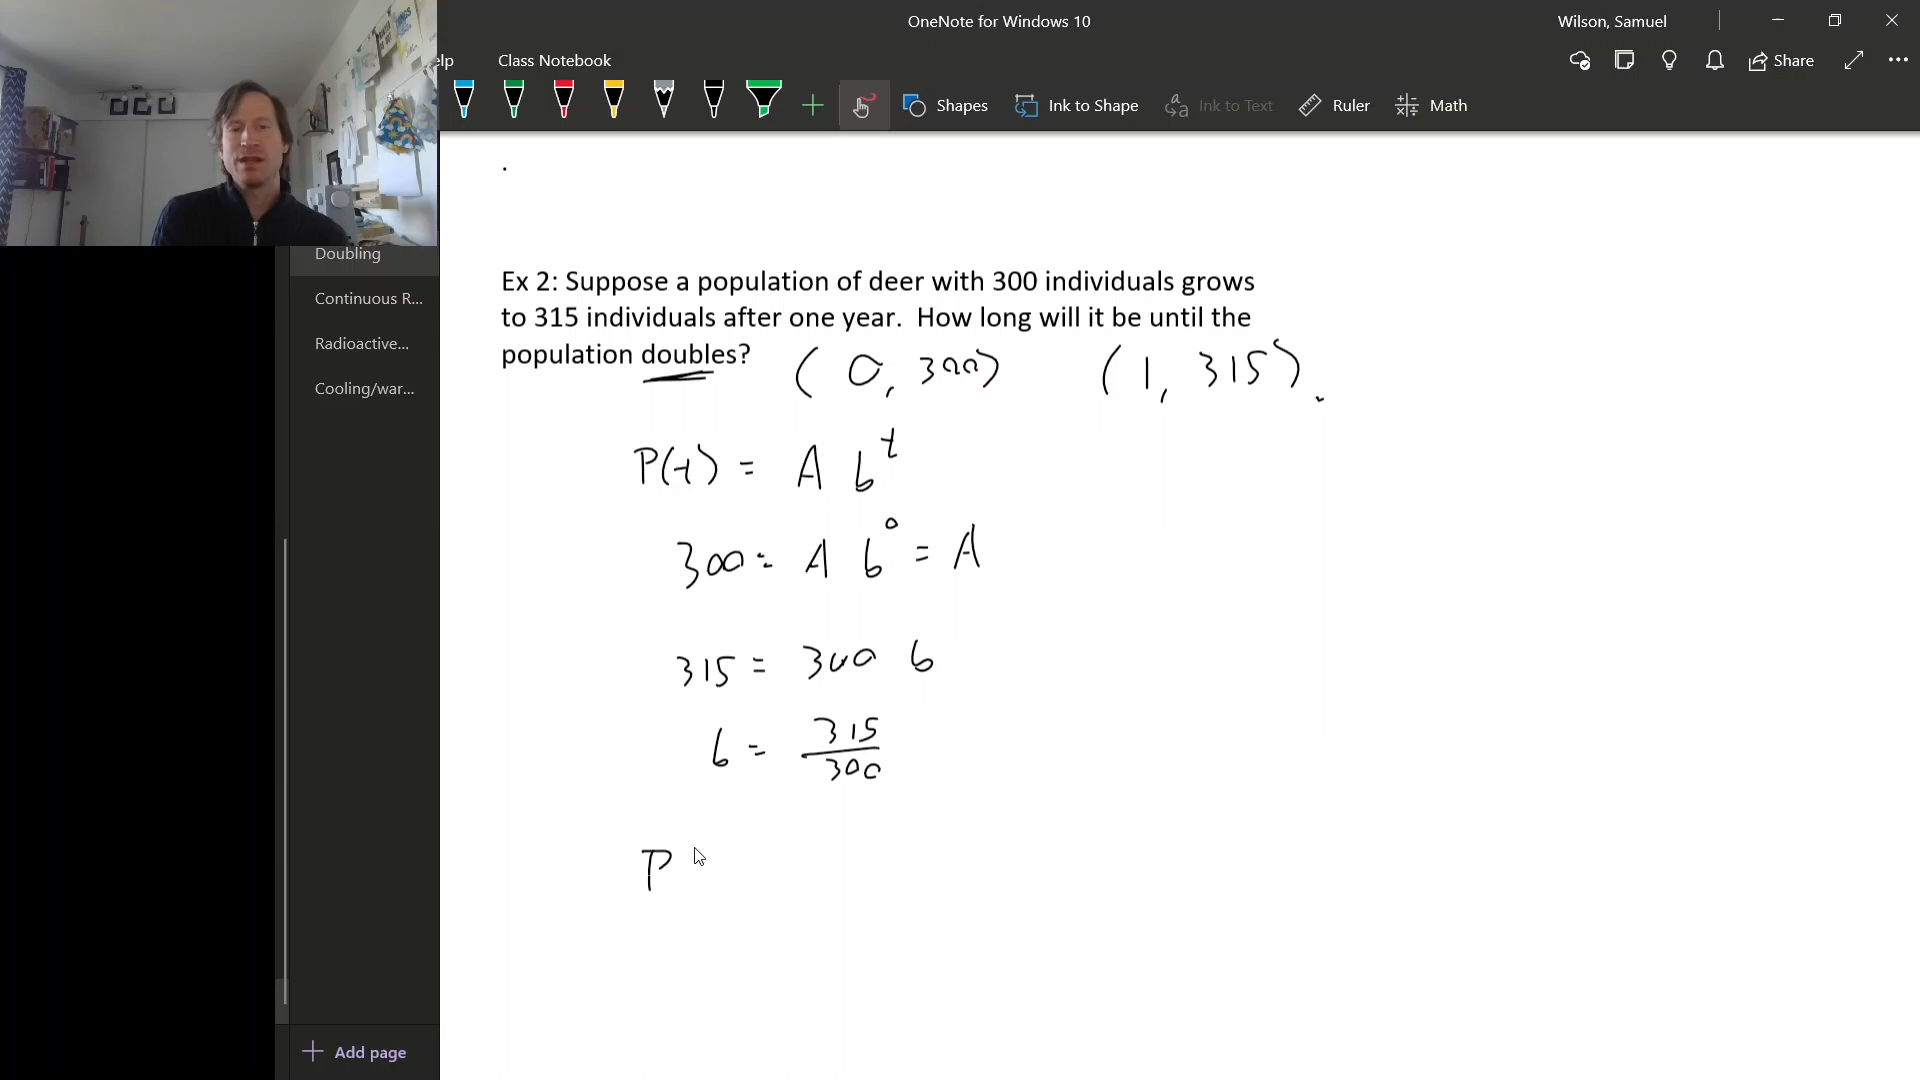 OneNote for Windows 10
Wilson, Samuel
elp
Class Notebook
Share
Shapes
Ink to Shape
Ink to Text
Ruler
Math
Doubling
Continuous R...
Radioactive...
Cooling/war...
Add page
.
Ex 2: Suppose a population of deer with 300 individuals grows
to 315 individuals after one year. How long will it be until the
population doubles?
(0, 300) (1, 315).
P(t) = A b^t
300 = A b^0 = A
315 = 300 b
b = 315/300
P